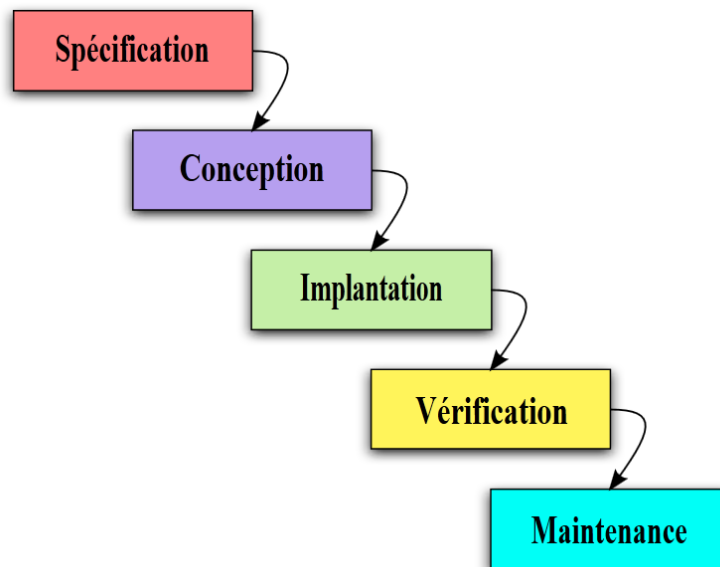 Spécification
Conception
Implantation
Vérification
Maintenance